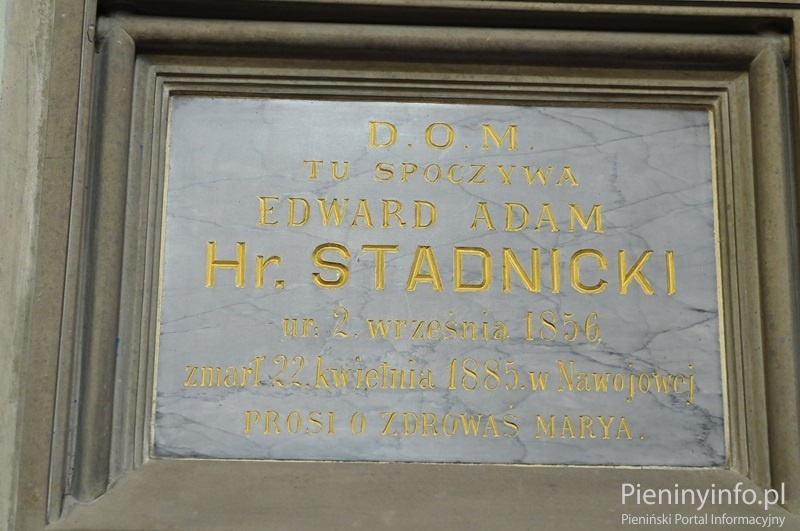 D.O.M.
TU SPOCZYWA
EDWARD ADAM
Hr. STADNICKI
ur: 2. września 1856,
zmarł 22. kwietnia 1885. w Nawojowej
PROSI O ZDROWAŚ MARYA.
Pieninyinfo.pl
Pieniński Portal Informacyjny